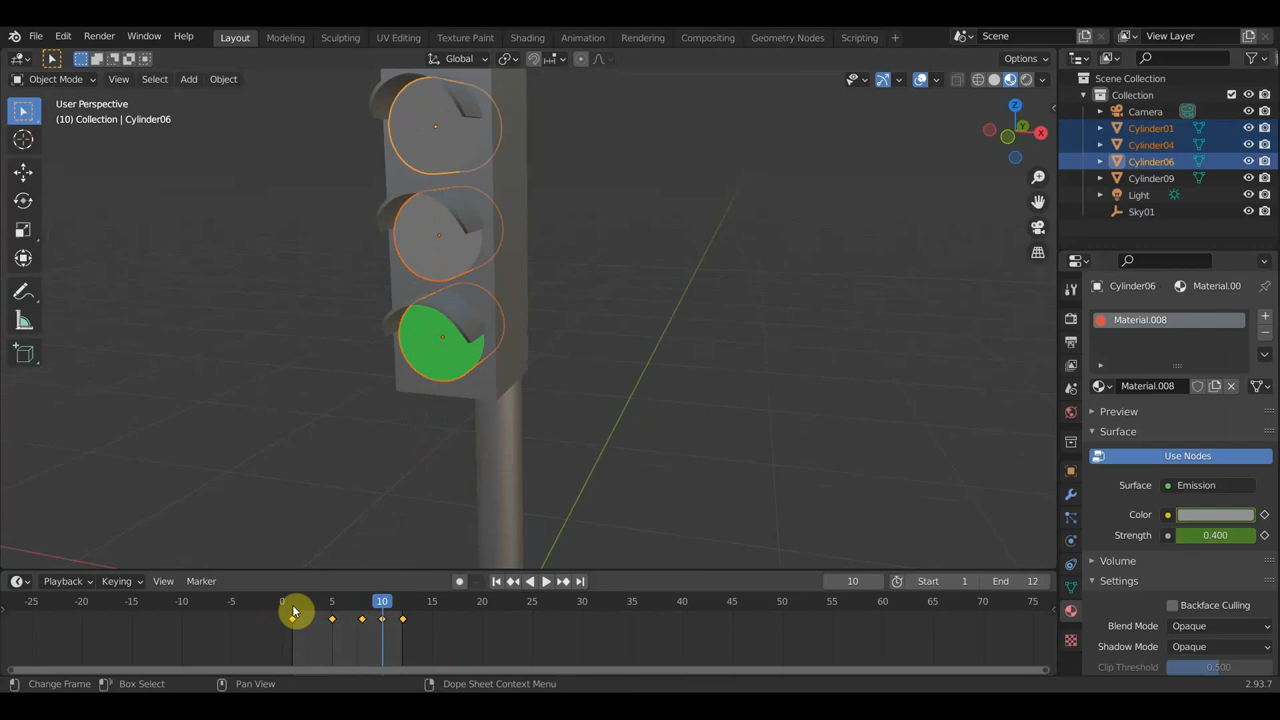 File Edit Render Window Help Layout Modeling Sculpting UV Editing Texture Paint Shading Animation Rendering Compositing Geometry Nodes Scripting + Scene View Layer
Global Options
Object Mode View Select Add Object
User Perspective
(10) Collection | Cylinder06
Z
Y
X
Scene Collection
Collection
Camera
Cylinder01
Cylinder04
Cylinder06
Cylinder09
Light
Sky01
Cylinder06 Material.00
Material.008
Material.008
Preview
Surface
Use Nodes
Surface Emission
Color
Strength 0.400
Volume
Settings
Backface Culling
Blend Mode Opaque
Shadow Mode Opaque
Clip Threshold 0.500
Playback Keying View Marker 10 Start 1 End 12
-25 -20 -15 -10 -5 0 5 10 15 20 25 30 35 40 45 50 55 60 65 70 75
Change Frame Box Select Pan View Dope Sheet Context Menu 2.93.7